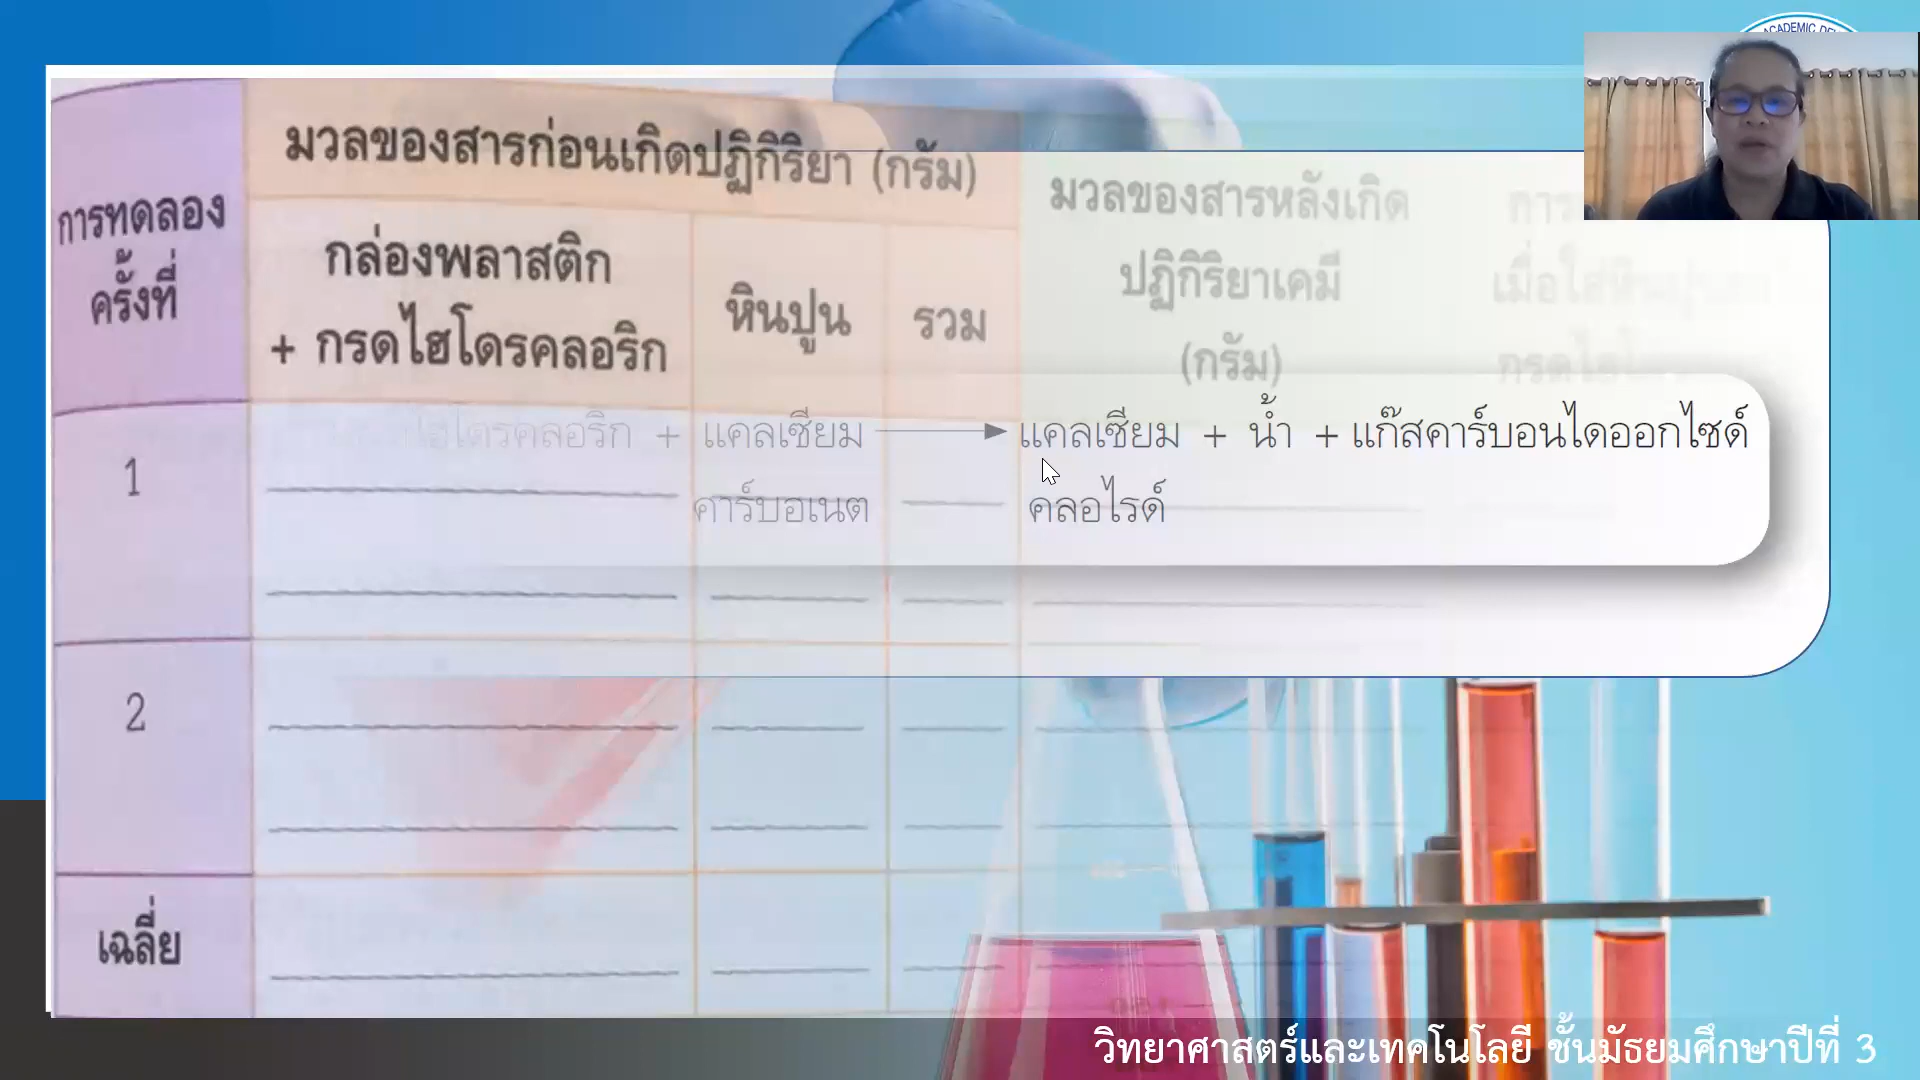 ACADEMIC
มวลของสารก่อนเกิดปฏิกิริยา (กรัม)
การทดลอง
ครั้งที่
กล่องพลาสติก
+ กรดไฮโดรคลอริก
หินปูน
รวม
มวลของสารหลังเกิด
ปฏิกิริยาเคมี
(กรัม)
ไฮโดรคลอริก + แคลเซียม
แคลเซียม + น้ำ + แก๊สคาร์บอนไดออกไซด์
คาร์บอเนต
คลอไรด์
1
2
เฉลี่ย
วิทยาศาสตร์และเทคโนโลยี ชั้นมัธยมศึกษาปีที่ 3